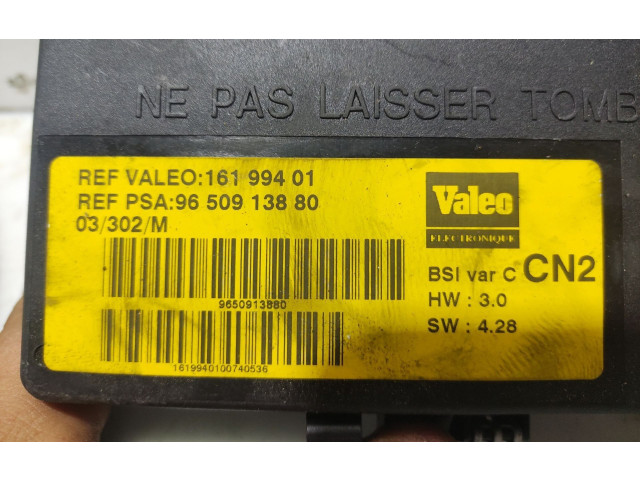 NE PAS LAISSER TOMB
REF VALEO:161 994 01
REF PSA:96 509 138 80
03/302/M
9650913880
1619940100740536
Valeo
ELECTRONIQUE
BSI var C CN2
HW : 3.0
SW : 4.28